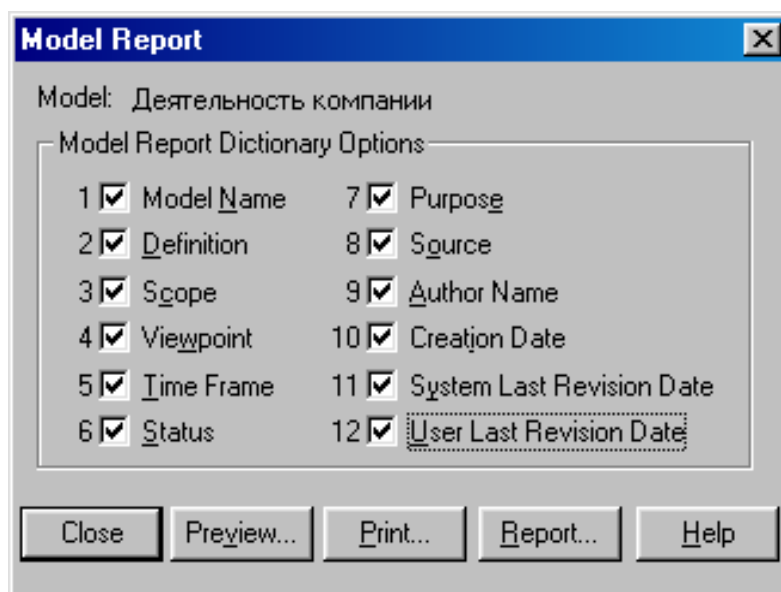 Model Report
Model: Деятельность компании
Model Report Dictionary Options
1 Model Name
2 Definition
3 Scope
4 Viewpoint
5 Time Frame
6 Status
7 Purpose
8 Source
9 Author Name
10 Creation Date
11 System Last Revision Date
12 User Last Revision Date
Close Preview... Print... Report... Help